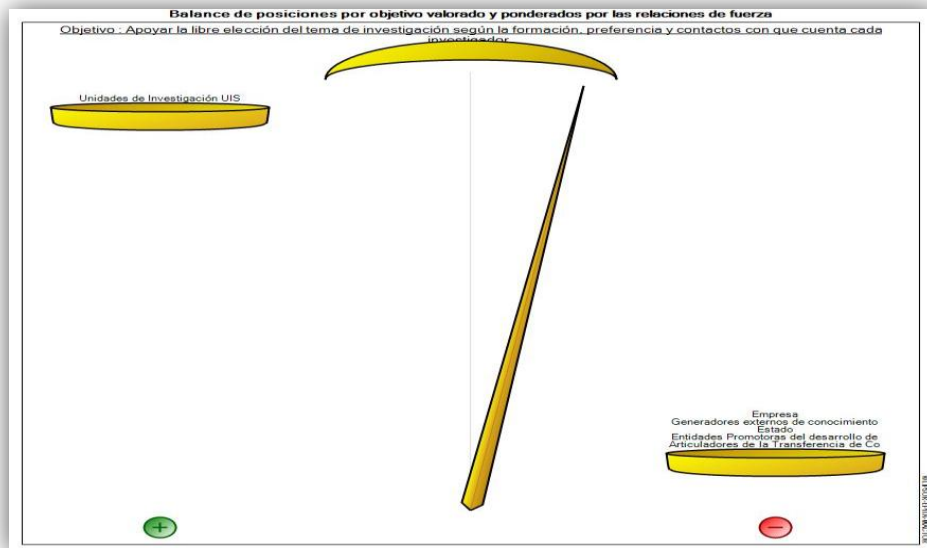 Balance de posiciones por objetivo valorado y ponderados por las relaciones de fuerza
Objetivo : Apoyar la libre elección del tema de investigación según la formación, preferencia y contactos con que cuenta cada
investigador
Unidades de Investigación UIS
Empresa
Generadores externos de conocimiento
Estado
Entidades Promotoras del desarrollo de
Articuladores de la Transferencia de Co
+
−